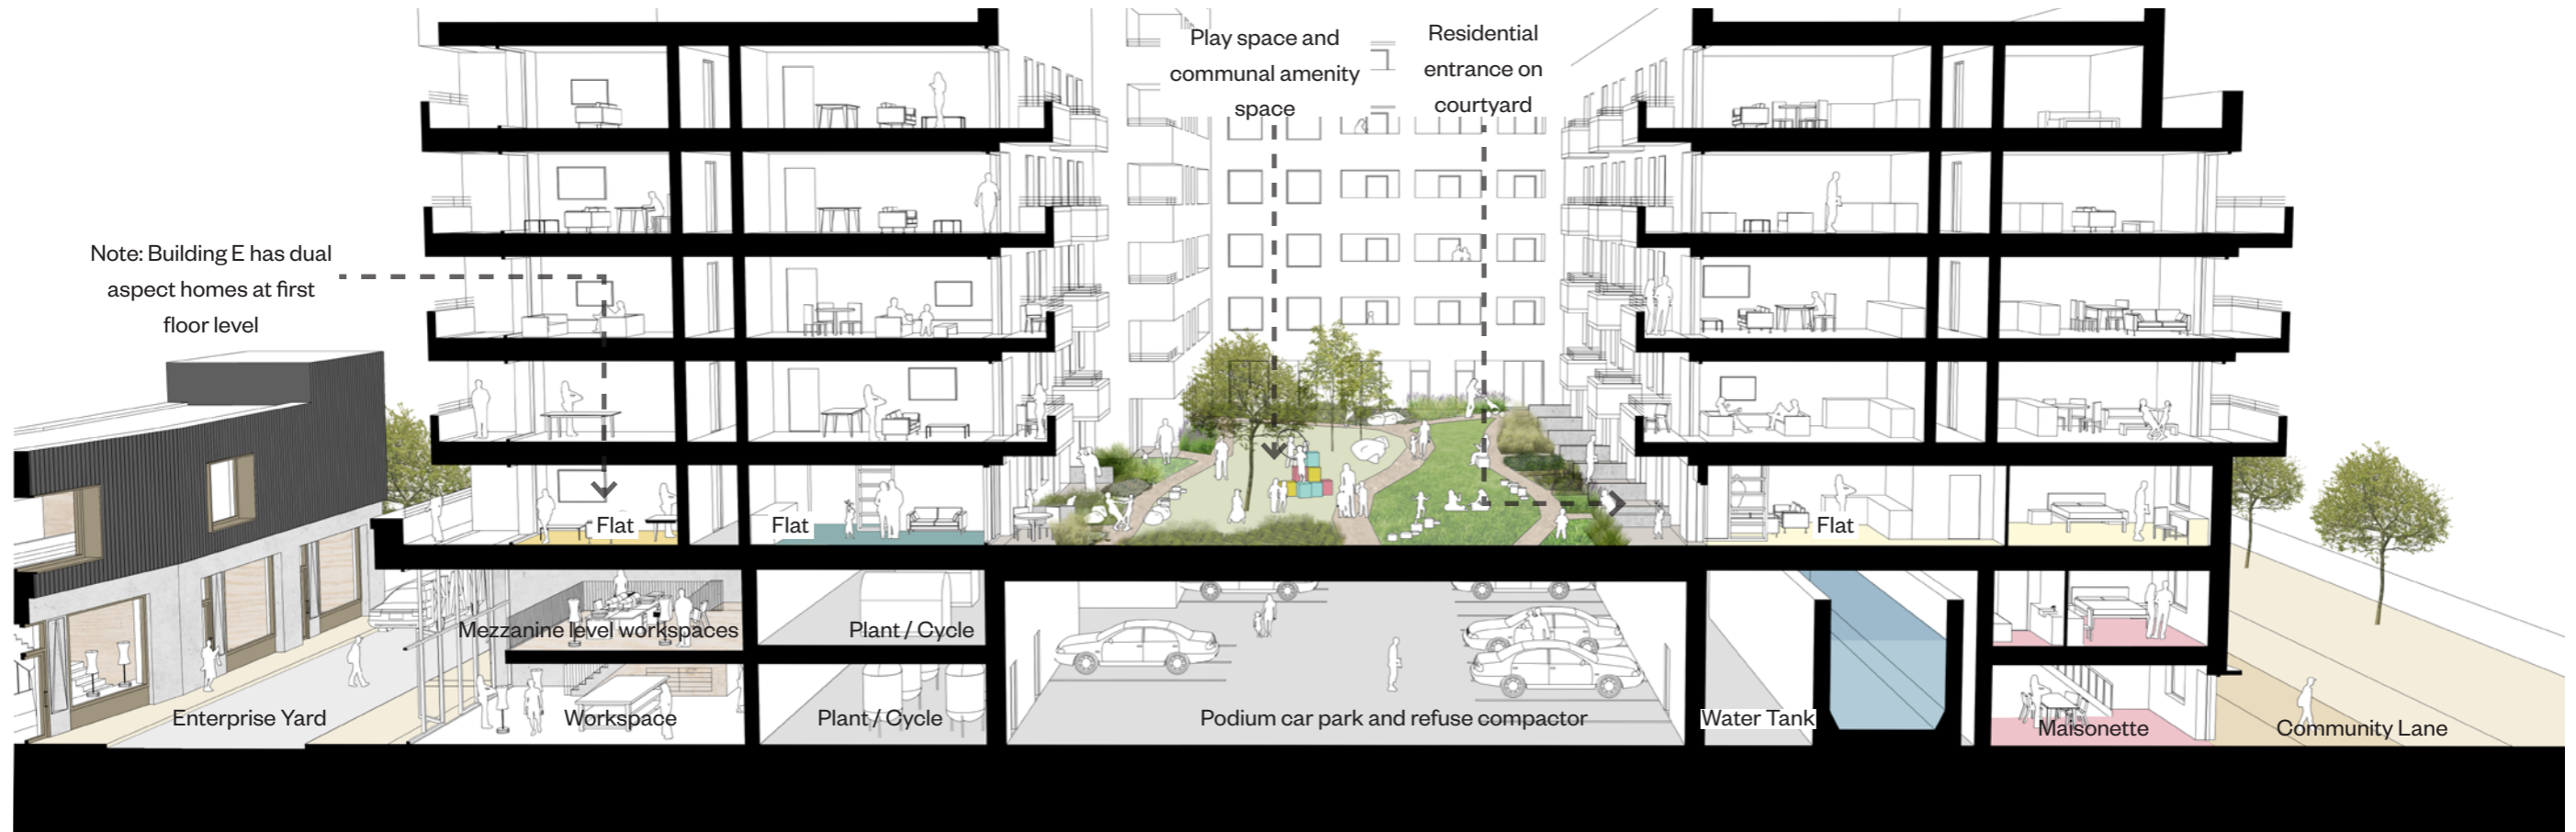 Play space and
communal amenity
space
Residential
entrance on
courtyard
Note: Building E has dual
aspect homes at first
floor level
Flat
Flat
Flat
Mezzanine level workspaces
Plant / Cycle
Enterprise Yard
Workspace
Plant / Cycle
Podium car park and refuse compactor
Water Tank
Maisonette
Community Lane